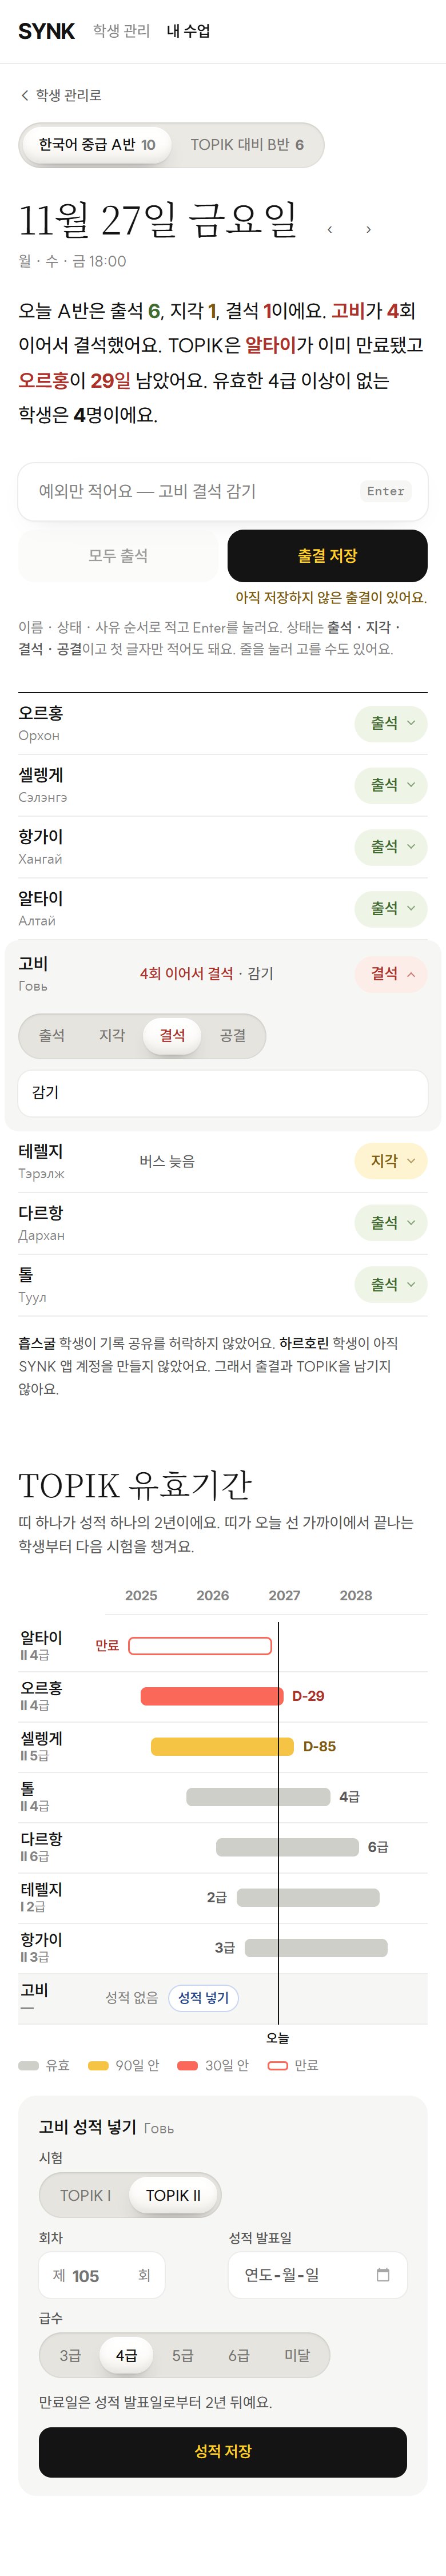 SYNK 학생 관리 내 수업
학생 관리로
한국어 중급 A반 10 TOPIK 대비 B반 6
11월 27일 금요일
월 · 수 · 금 18:00
오늘 A반은 출석 6, 지각 1, 결석 1이에요. 고비가 4회
이어서 결석했어요. TOPIK은 알타이가 이미 만료됐고
오르홍이 29일 남았어요. 유효한 4급 이상이 없는
학생은 4명이에요.
예외만 적어요 — 고비 결석 감기 Enter
모두 출석 출결 저장
아직 저장하지 않은 출결이 있어요.
이름 · 상태 · 사유 순서로 적고 Enter를 눌러요. 상태는 출석 · 지각 ·
결석 · 공결이고 첫 글자만 적어도 돼요. 줄을 눌러 고를 수도 있어요.
오르홍 출석
Орхон
셀렝게 출석
Сэлэнгэ
항가이 출석
Хангай
알타이 출석
Алтай
고비 4회 이어서 결석 · 감기 결석
Говь
출석 지각 결석 공결
감기
테렐지 버스 늦음 지각
Тэрэлж
다르항 출석
Дархан
톨 출석
Туул
흡스굴 학생이 기록 공유를 허락하지 않았어요. 하르호린 학생이 아직
SYNK 앱 계정을 만들지 않았어요. 그래서 출결과 TOPIK을 남기지
않아요.
TOPIK 유효기간
띠 하나가 성적 하나의 2년이에요. 띠가 오늘 선 가까이에서 끝나는
학생부터 다음 시험을 챙겨요.
2025 2026 2027 2028
알타이 만료
II 4급
오르홍 D-29
II 4급
셀렝게 D-85
II 5급
톨 4급
II 4급
다르항 6급
II 6급
테렐지 2급
I 2급
항가이 3급
II 3급
고비 성적 없음 성적 넣기
—
오늘
유효 90일 안 30일 안 만료
고비 성적 넣기 Говь
시험
TOPIK I TOPIK II
회차 성적 발표일
제 105 회 연도-월-일
급수
3급 4급 5급 6급 미달
만료일은 성적 발표일로부터 2년 뒤예요.
성적 저장